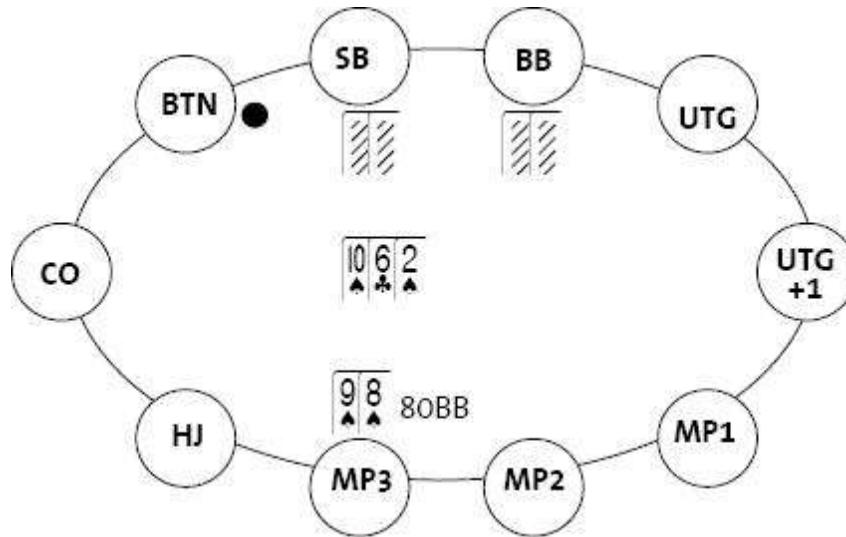 SB
BB
BTN
UTG
10♠ 6♣ 2♠
CO
UTG
+1
9♠ 8♠ 80BB
HJ
MP1
MP3
MP2